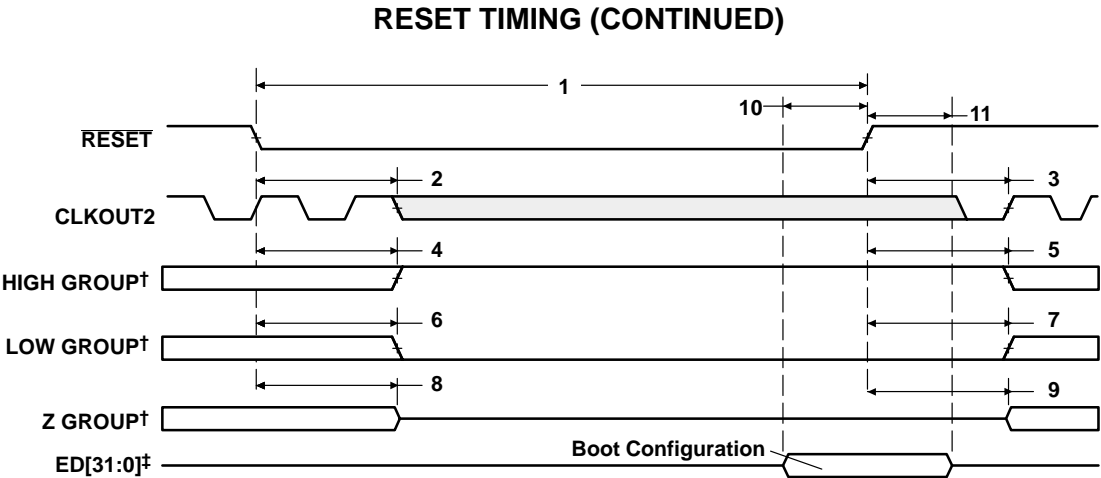 RESET TIMING (CONTINUED)
1
10
11
RESET
2
3
CLKOUT2
4
5
HIGH GROUP†
6
7
LOW GROUP†
8
9
Z GROUP†
Boot Configuration
ED[31:0]‡